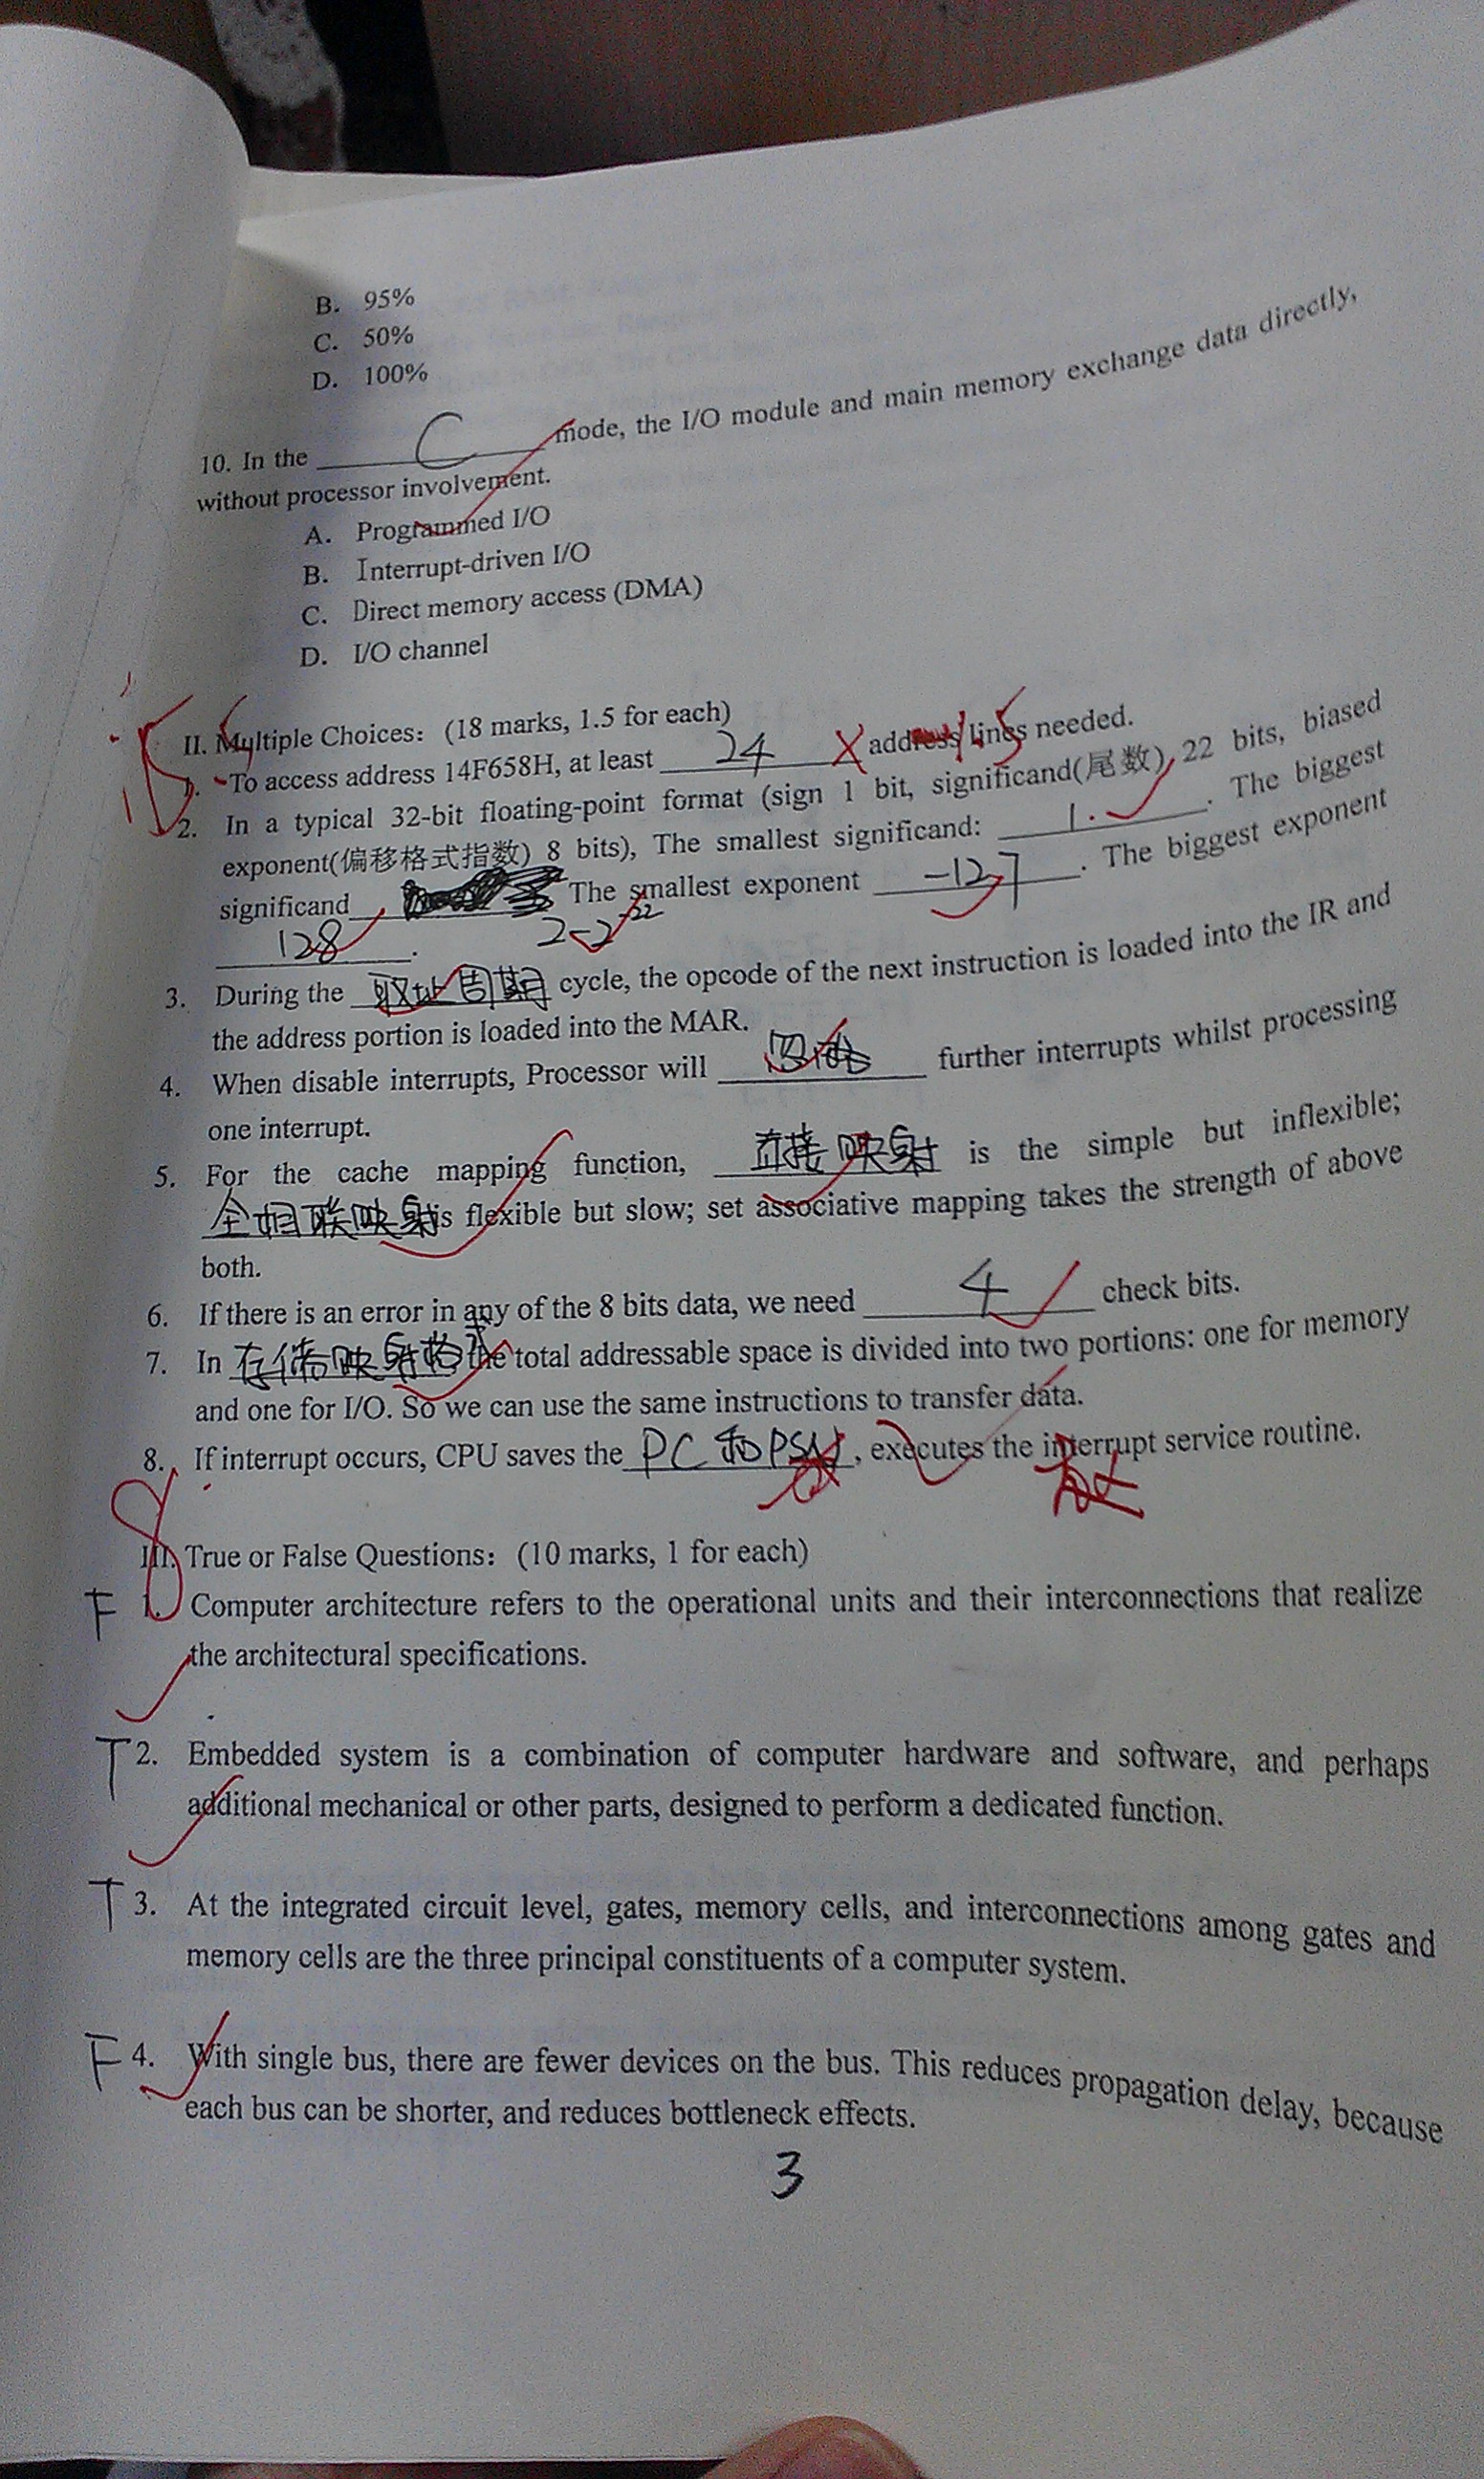 B. 95%
C. 50%
D. 100%
10. In the C mode, the I/O module and main memory exchange data directly,
without processor involvement.
A. Programmed I/O
B. Interrupt-driven I/O
C. Direct memory access (DMA)
D. I/O channel
II. Multiple Choices: (18 marks, 1.5 for each)
1. To access address 14F658H, at least 24 address lines needed.
2. In a typical 32-bit floating-point format (sign 1 bit, significand(尾数), 22 bits, biased
exponent(偏移格式指数) 8 bits), The smallest significand: 1. . The biggest
significand The smallest exponent -127 . The biggest exponent
128 . 2-2^-22
3. During the 取址周期 cycle, the opcode of the next instruction is loaded into the IR and
the address portion is loaded into the MAR.
4. When disable interrupts, Processor will further interrupts whilst processing
one interrupt.
5. For the cache mapping function, 直接映射 is the simple but inflexible;
全相联映射 is flexible but slow; set associative mapping takes the strength of above
both.
6. If there is an error in any of the 8 bits data, we need 4 check bits.
7. In 存储映射 the total addressable space is divided into two portions: one for memory
and one for I/O. So we can use the same instructions to transfer data.
8. If interrupt occurs, CPU saves the PC和PSW, executes the interrupt service routine.
8
III. True or False Questions: (10 marks, 1 for each)
F 1. Computer architecture refers to the operational units and their interconnections that realize
the architectural specifications.
T 2. Embedded system is a combination of computer hardware and software, and perhaps
additional mechanical or other parts, designed to perform a dedicated function.
T 3. At the integrated circuit level, gates, memory cells, and interconnections among gates and
memory cells are the three principal constituents of a computer system.
F 4. With single bus, there are fewer devices on the bus. This reduces propagation delay, because
each bus can be shorter, and reduces bottleneck effects.
3